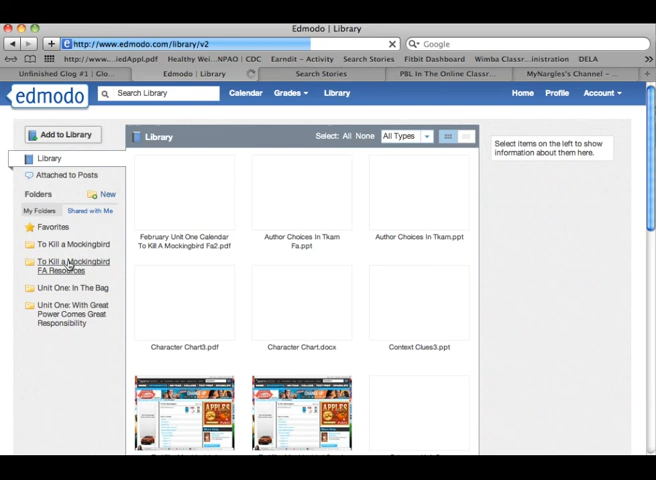 Edmodo | Library
http://www.edmodo.com/library/v2
Google
http://www....iedAppl.pdf Healthy Wei...NPAO | CDC Earndit – Activity Search Stories Fitbit Dashboard Wimba Classr...inistration DELA
Unfinished Glog #1 | Glo... Edmodo | Library Search Stories PBL In The Online Classr... MyNargles's Channel – ...
edmodo Search Library Calendar Grades Library Home Profile Account
Add to Library
Library Select: All None All Types
Select items on the left to show
information about them here.
Library
Attached to Posts
Folders New
My Folders Shared with Me
Favorites
To Kill a Mockingbird
To Kill a Mockingbird
FA Resources
Unit One: In The Bag
Unit One: With Great
Power Comes Great
Responsibility
February Unit One Calendar
To Kill A Mockingbird Fa2.pdf
Author Choices In Tkam
Fa.ppt
Author Choices In Tkam.ppt
Character Chart3.pdf
Character Chart.docx
Context Clues3.ppt
APPLES
APPLES